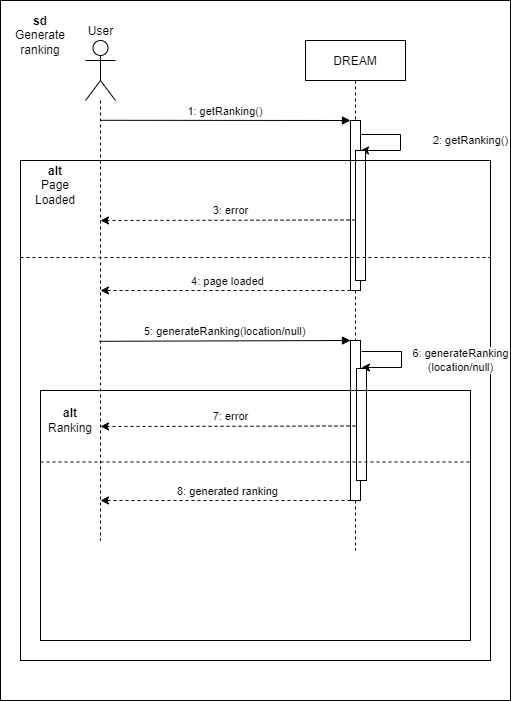 sd
Generate
ranking
User
DREAM
1: getRanking()
2: getRanking()
alt
Page
Loaded
3: error
4: page loaded
5: generateRanking(location/null)
6: generateRanking
(location/null)
alt
Ranking
7: error
8: generated ranking